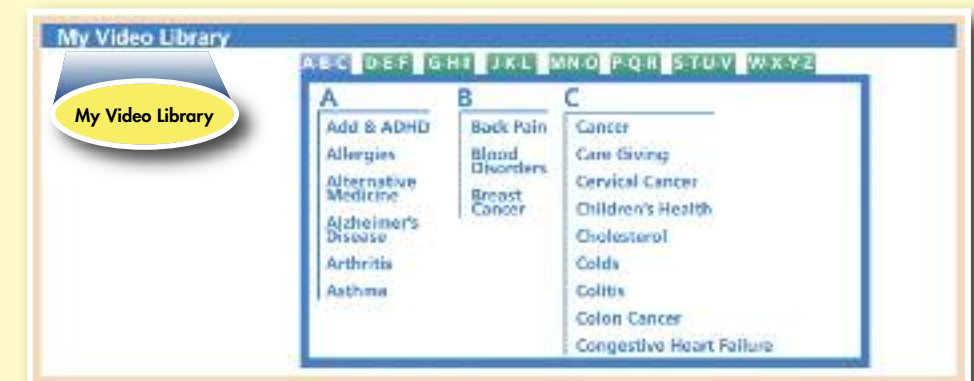 My Video Library
My Video Library
A B C D E F G H I J K L M N O P Q R S T U V W X Y Z
A B C
Add & ADHD
Allergies
Alternative
Medicine
Alzheimer's
Disease
Arthritis
Asthma
Back Pain
Blood
Disorders
Breast
Cancer
Cancer
Care Giving
Cervical Cancer
Children's Health
Cholesterol
Colds
Colitis
Colon Cancer
Congestive Heart Failure